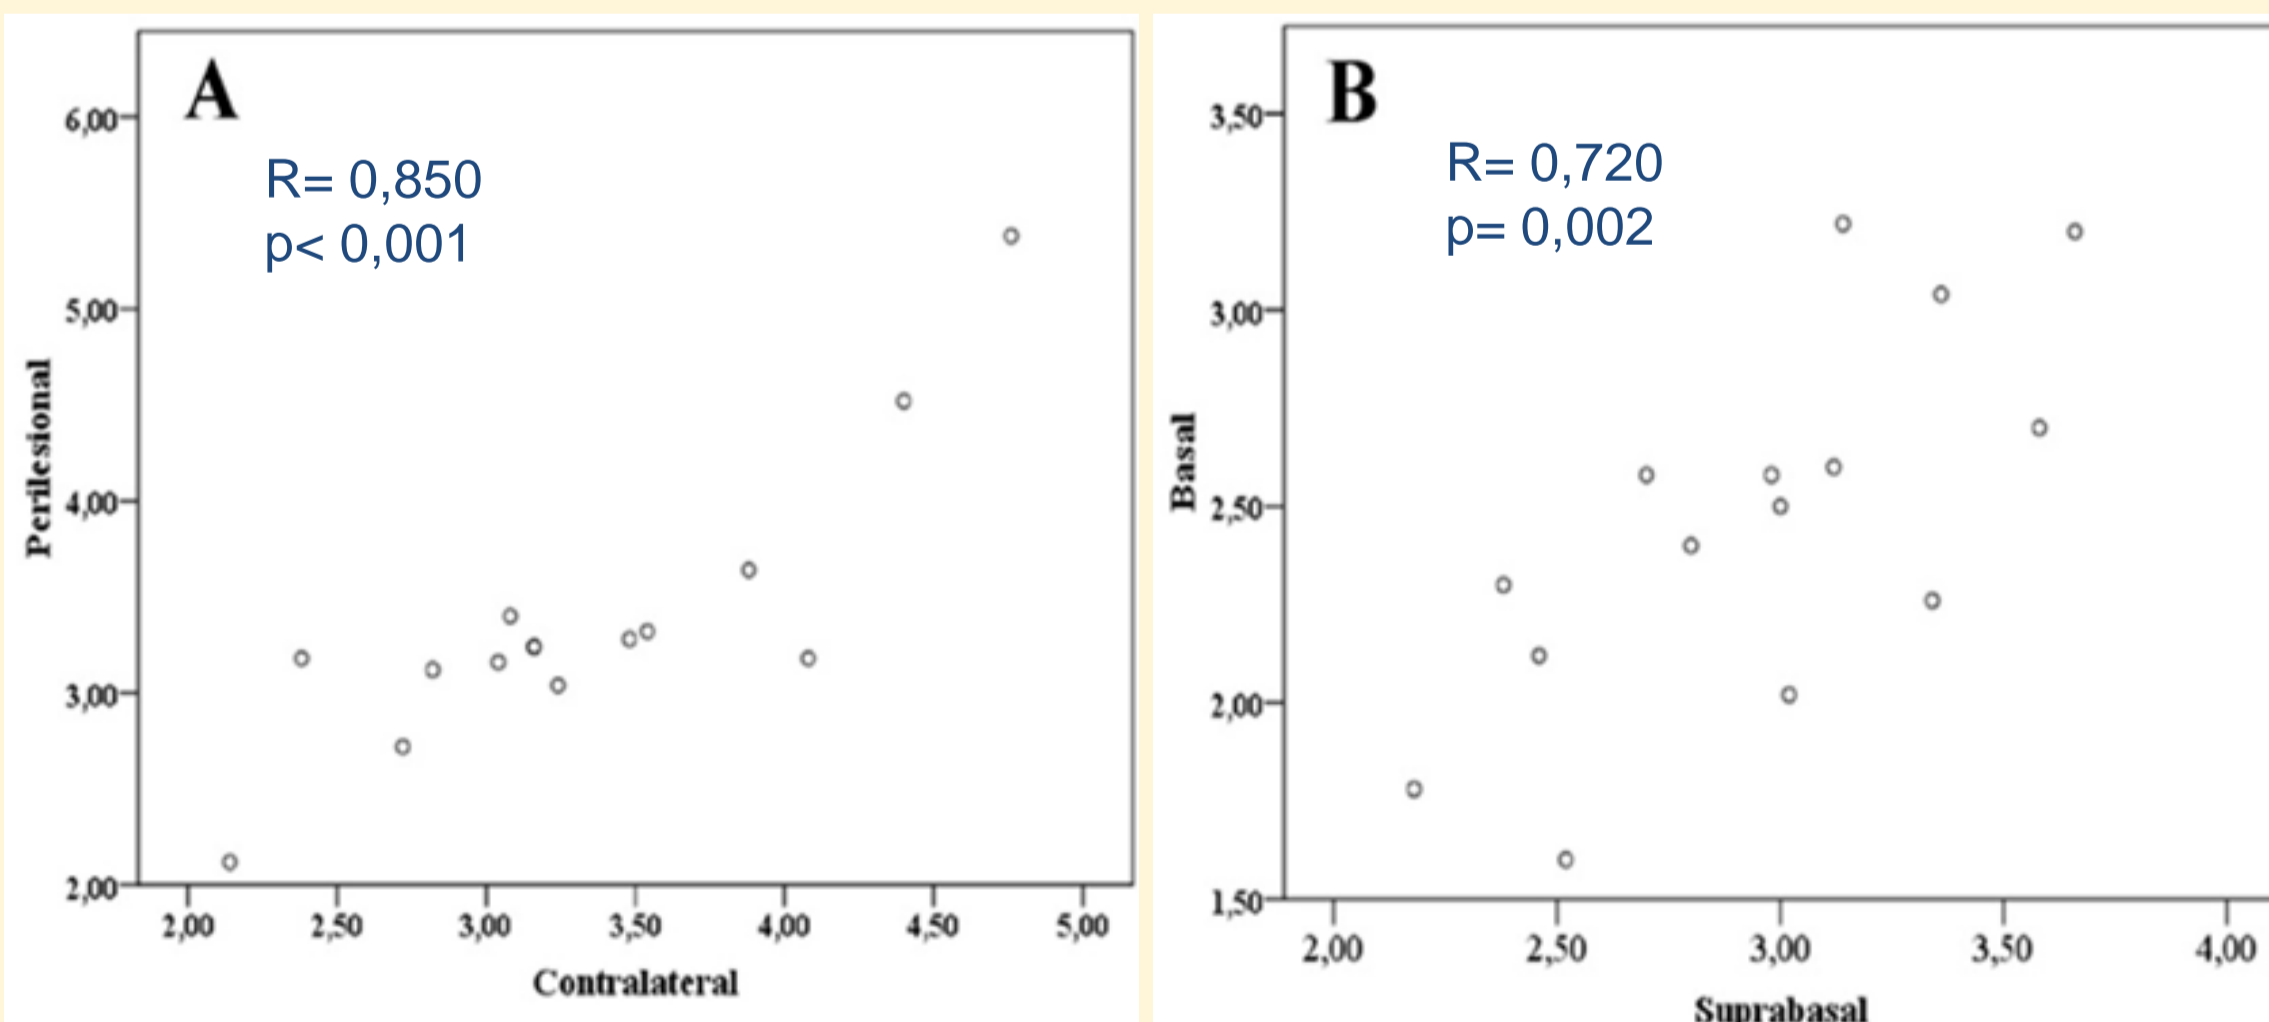 A
R= 0,850
p< 0,001
6,00
5,00
4,00
3,00
2,00
Perilesional
2,00 2,50 3,00 3,50 4,00 4,50 5,00
Contralateral
B
R= 0,720
p= 0,002
3,50
3,00
2,50
2,00
1,50
Basal
2,00 2,50 3,00 3,50 4,00
Suprabasal